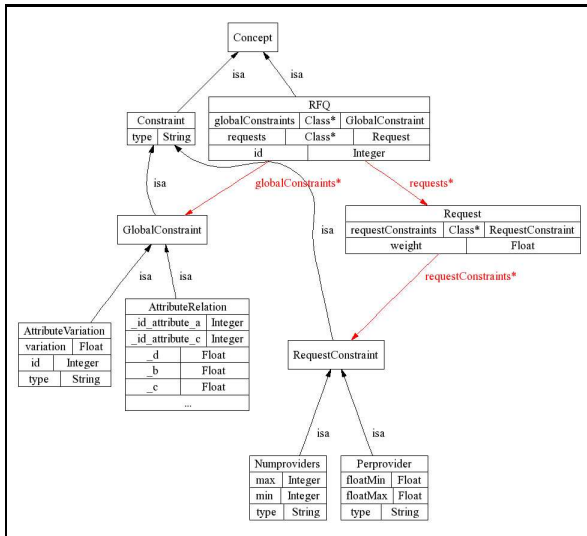 Concept
isa
isa
Constraint
type String
RFQ
globalConstraints Class* GlobalConstraint
requests Class* Request
id Integer
isa
globalConstraints*
requests*
GlobalConstraint
isa
Request
requestConstraints Class* RequestConstraint
weight Float
isa
isa
requestConstraints*
AttributeVariation
variation Float
id Integer
type String
AttributeRelation
_id_attribute_a Integer
_id_attribute_c Integer
_d Float
_b Float
_c Float
...
RequestConstraint
isa
isa
Numproviders
max Integer
min Integer
type String
Perprovider
floatMin Float
floatMax Float
type String